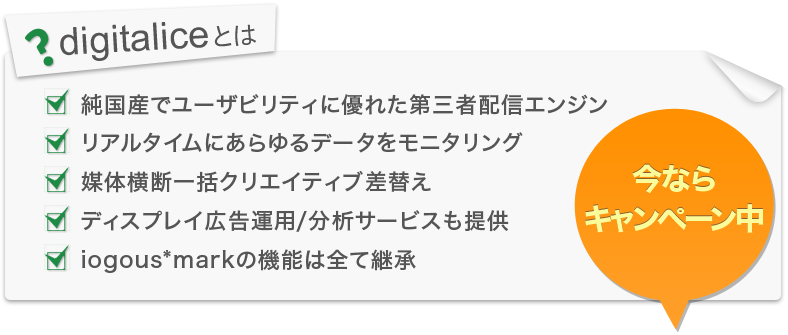 ? digitaliceとは
純国産でユーザビリティに優れた第三者配信エンジン
リアルタイムにあらゆるデータをモニタリング
媒体横断一括クリエイティブ差替え
ディスプレイ広告運用/分析サービスも提供
iogous*markの機能は全て継承
今なら
キャンペーン中